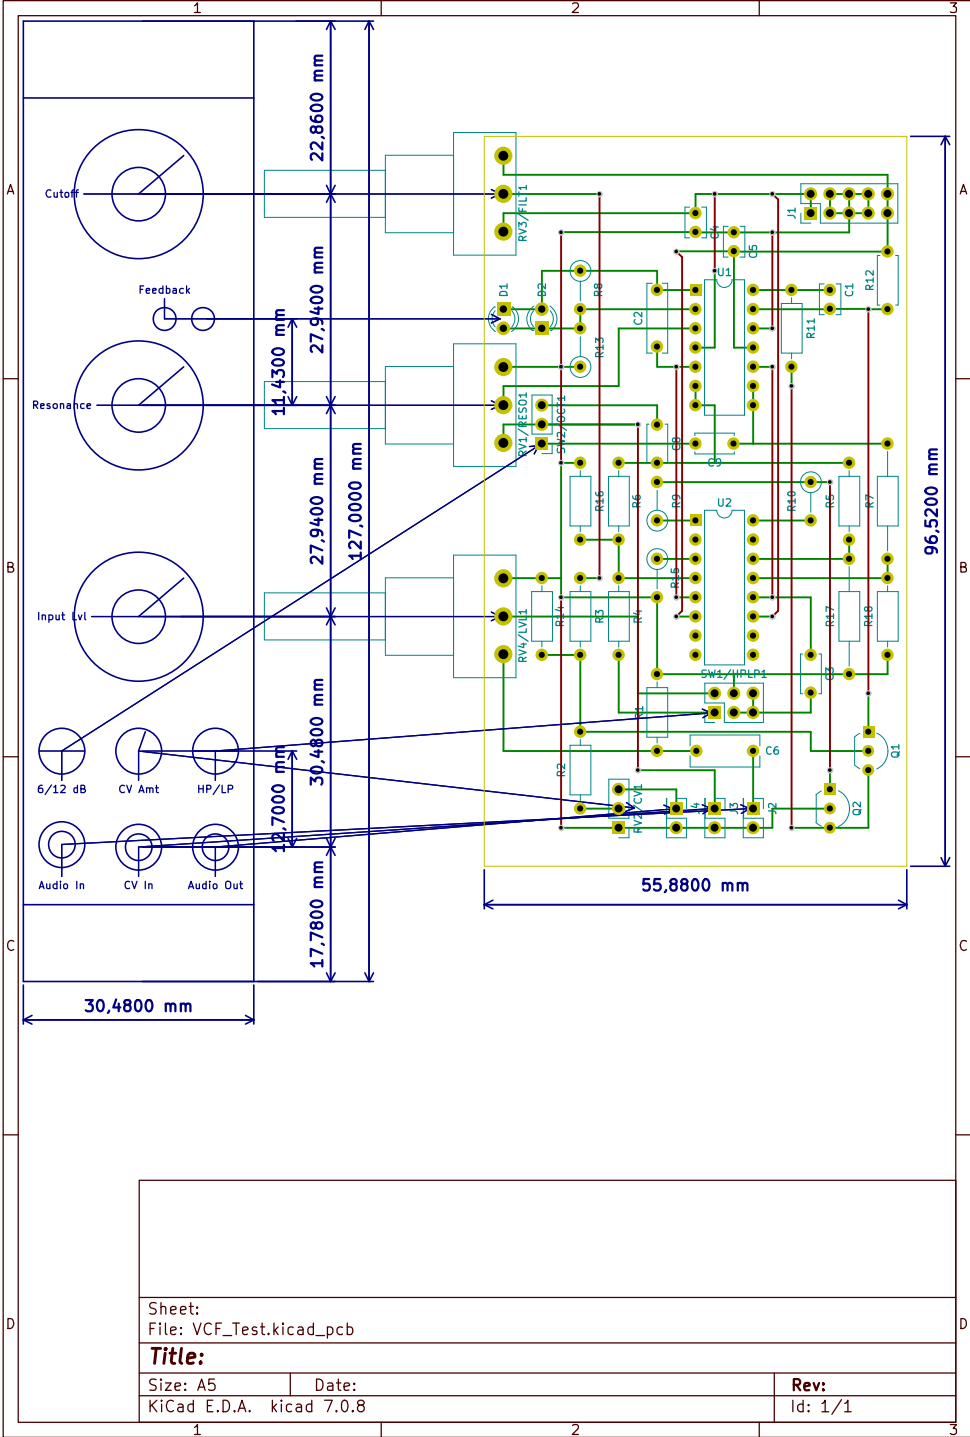 1
2
3
A
A
22,8600 mm
Cutoff
RV3/FILT1
J1
C4
C5
U1
R12
Feedback
D1
D2
R8
C2
C1
R11
27,9400 mm
11,4300 mm
R13
Resonance
RV1/RESO1
SW2/OCT1
C8
C9
127,0000 mm
27,9400 mm
96,5200 mm
R16
R6
R9
R10
R5
R7
U2
B
B
R15
Input Lvl
RV4/LVL1
R14
R3
R4
R17
R18
SW1/HPLP1
C3
R1
30,4800 mm
12,7000 mm
6/12 dB
CV Amt
HP/LP
R2
C6
Q1
RV2/CV1
J4
J3
J2
Q2
Audio In
CV In
Audio Out
55,8800 mm
17,7800 mm
C
C
30,4800 mm
D
D
Sheet:
File: VCF_Test.kicad_pcb
Title:
Size: A5
Date:
Rev:
KiCad E.D.A. kicad 7.0.8
Id: 1/1
1
2
3